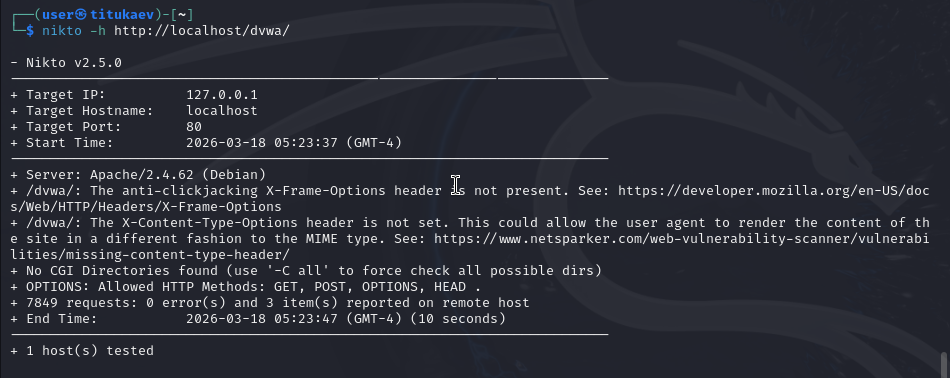 ┌──(user㉿titukaev)-[~]
└─$ nikto -h http://localhost/dvwa/
- Nikto v2.5.0
+ Target IP:          127.0.0.1
+ Target Hostname:    localhost
+ Target Port:        80
+ Start Time:         2026-03-18 05:23:37 (GMT-4)
+ Server: Apache/2.4.62 (Debian)
+ /dvwa/: The anti-clickjacking X-Frame-Options header is not present. See: https://developer.mozilla.org/en-US/doc
s/Web/HTTP/Headers/X-Frame-Options
+ /dvwa/: The X-Content-Type-Options header is not set. This could allow the user agent to render the content of th
e site in a different fashion to the MIME type. See: https://www.netsparker.com/web-vulnerability-scanner/vulnerabi
lities/missing-content-type-header/
+ No CGI Directories found (use '-C all' to force check all possible dirs)
+ OPTIONS: Allowed HTTP Methods: GET, POST, OPTIONS, HEAD .
+ 7849 requests: 0 error(s) and 3 item(s) reported on remote host
+ End Time:           2026-03-18 05:23:47 (GMT-4) (10 seconds)
+ 1 host(s) tested